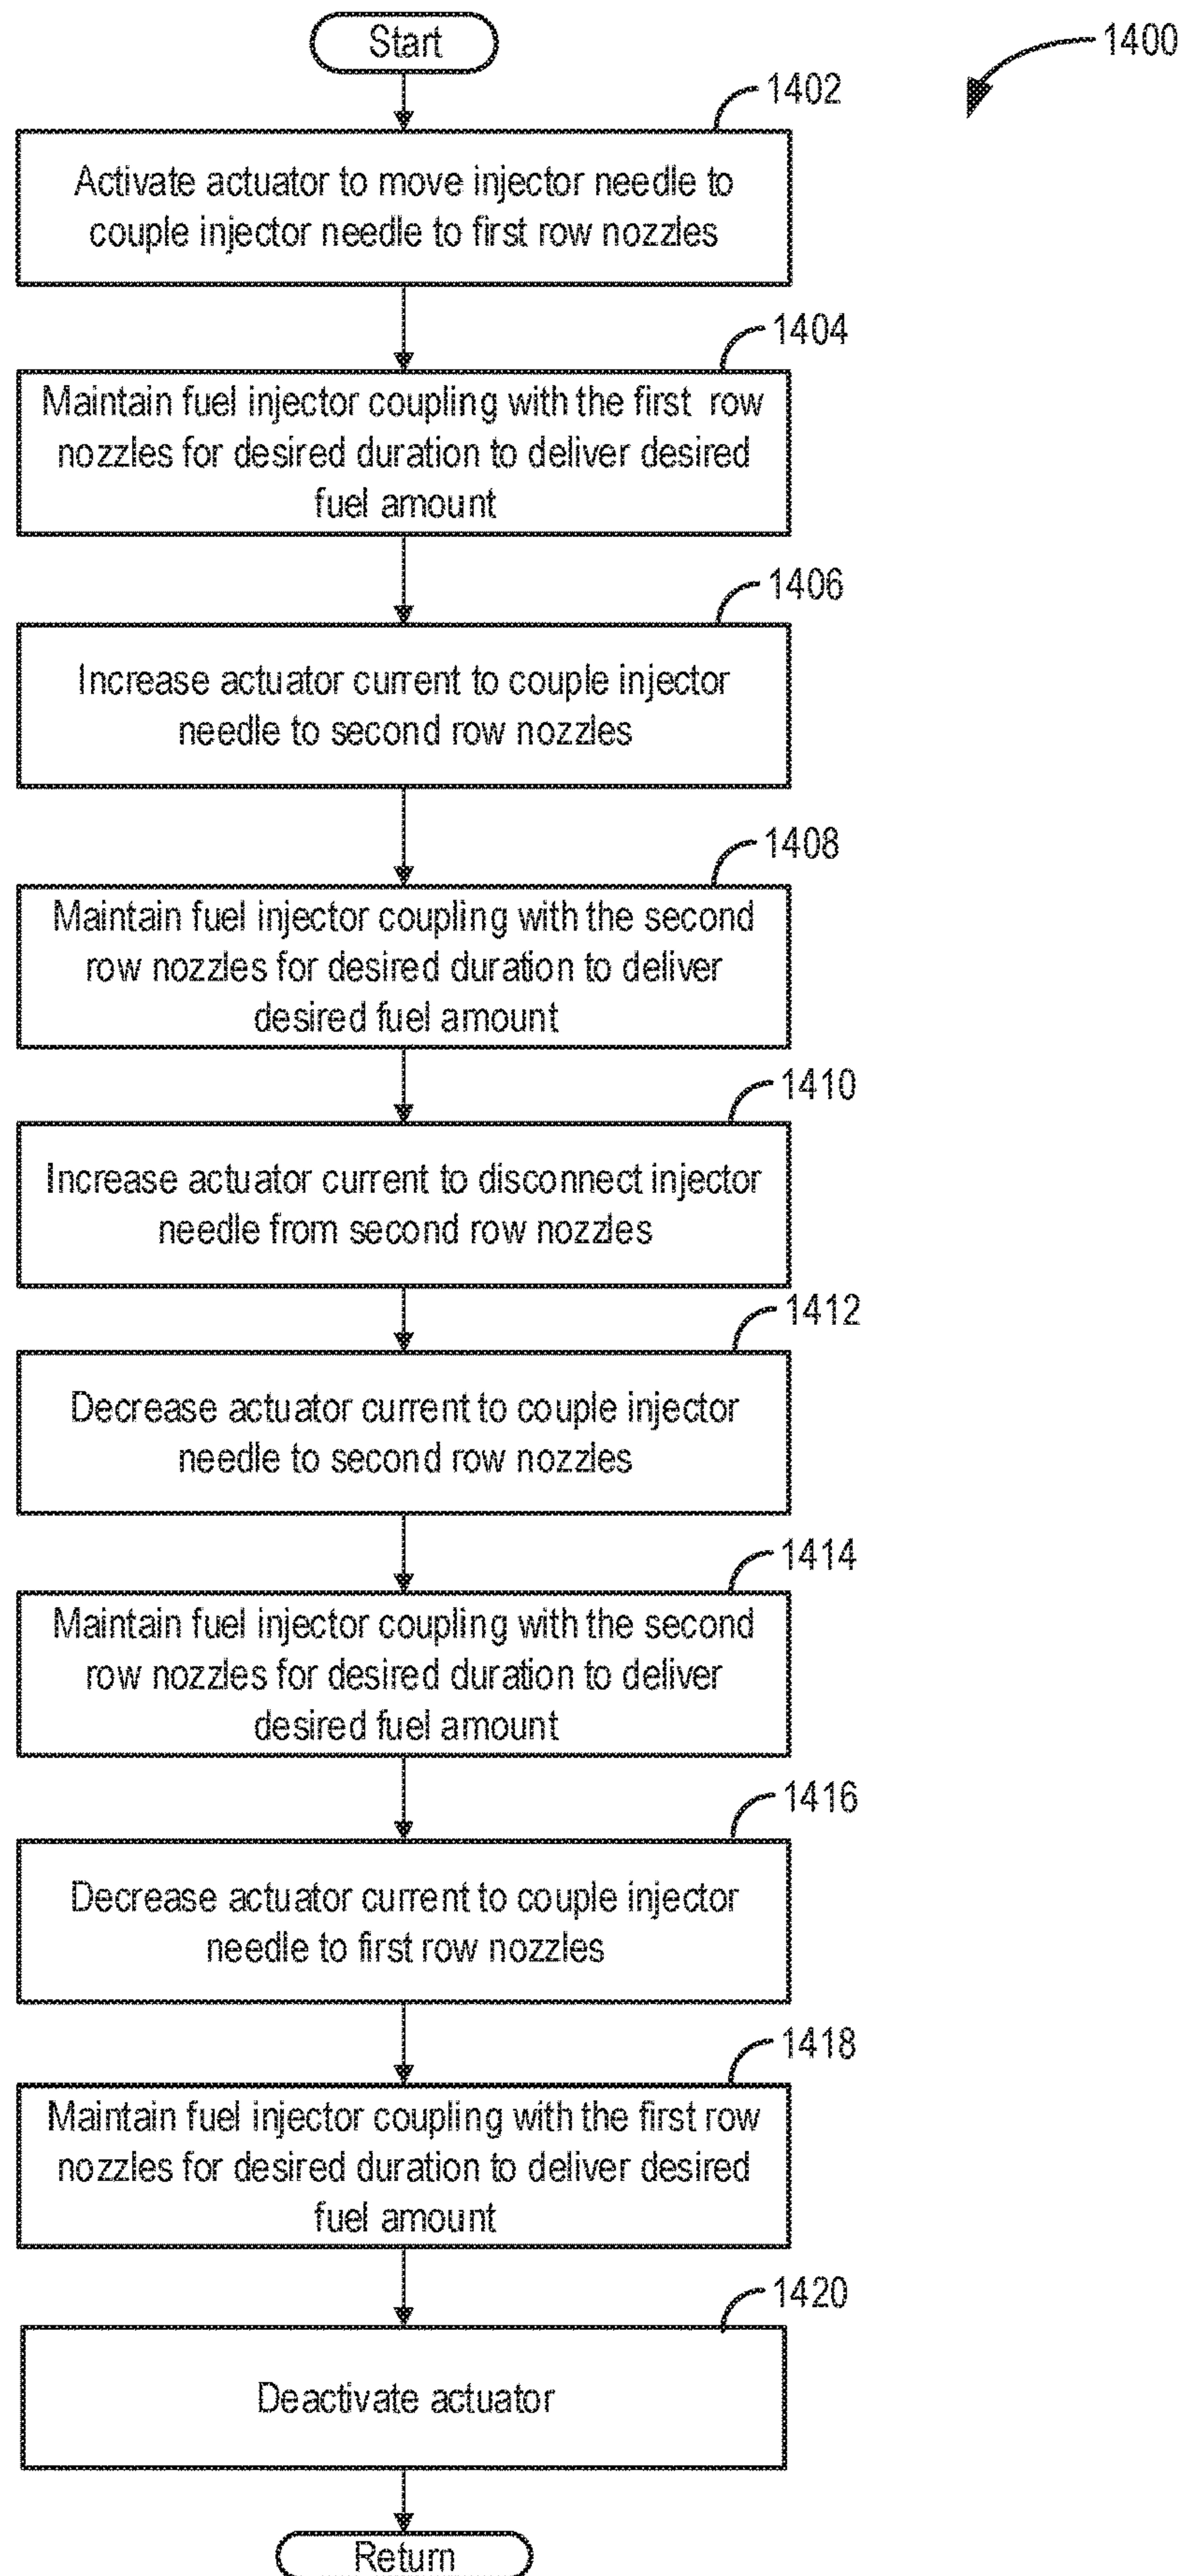 Start
1400
1402
Activate actuator to move injector needle to
couple injector needle to first row nozzles
1404
Maintain fuel injector coupling with the first row
nozzles for desired duration to deliver desired
fuel amount
1406
Increase actuator current to couple injector
needle to second row nozzles
1408
Maintain fuel injector coupling with the second
row nozzles for desired duration to deliver
desired fuel amount
1410
Increase actuator current to disconnect injector
needle from second row nozzles
1412
Decrease actuator current to couple injector
needle to second row nozzles
1414
Maintain fuel injector coupling with the second
row nozzles for desired duration to deliver
desired fuel amount
1416
Decrease actuator current to couple injector
needle to first row nozzles
1418
Maintain fuel injector coupling with the first row
nozzles for desired duration to deliver desired
fuel amount
1420
Deactivate actuator
Return